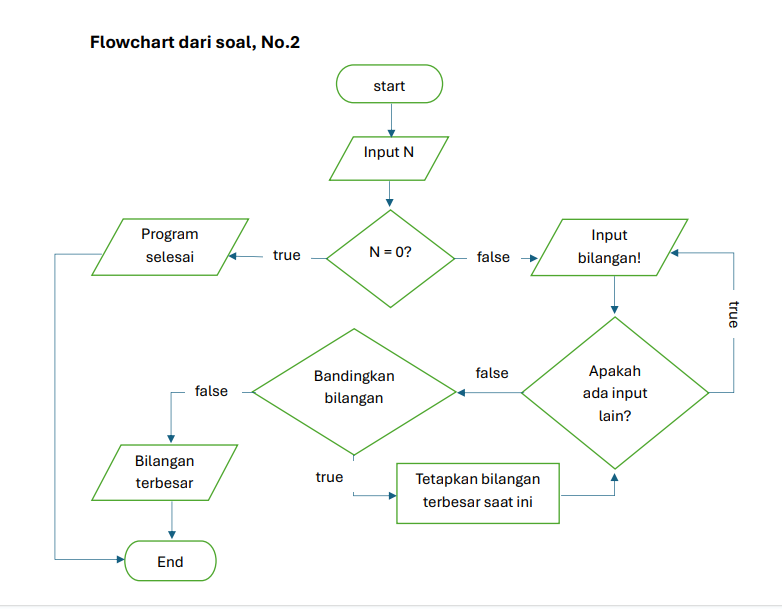 Flowchart dari soal, No.2
start
Input N
N = 0?
true
Program
selesai
false
Input
bilangan!
true
Apakah
ada input
lain?
false
Bandingkan
bilangan
false
Bilangan
terbesar
true
Tetapkan bilangan
terbesar saat ini
End